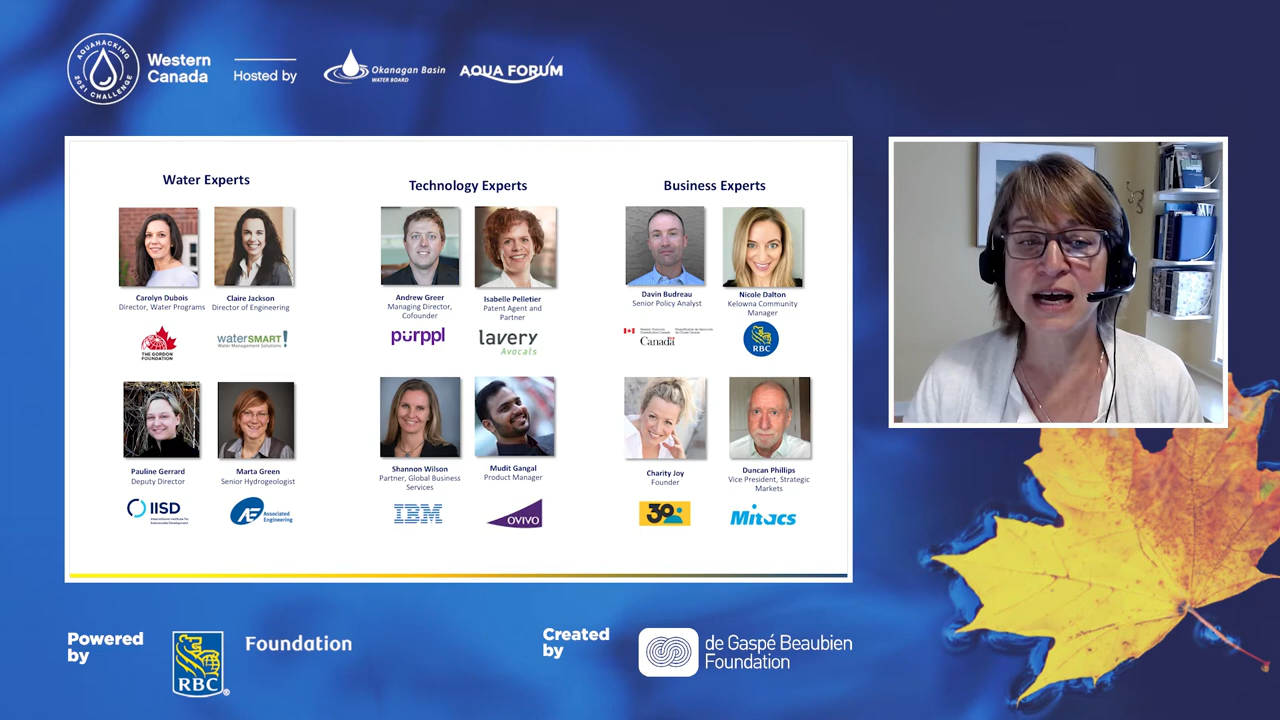 AQUAHACKING
2021 CHALLENGE
Western
Canada
Hosted by
Okanagan Basin
WATER BOARD
AQUA FORUM
Water Experts
Technology Experts
Business Experts
Carolyn Dubois
Director, Water Programs
Claire Jackson
Director of Engineering
Andrew Greer
Managing Director,
Cofounder
Isabelle Pelletier
Patent Agent and
Partner
Davin Budreau
Senior Policy Analyst
Nicole Dalton
Kelowna Community
Manager
THE GORDON
FOUNDATION
waterSMART!
Water Management Solutions
purppl
lavery
Avocats
Canada
RBC
Pauline Gerrard
Deputy Director
Marta Green
Senior Hydrogeologist
Shannon Wilson
Partner, Global Business
Services
Mudit Gangal
Product Manager
Charity Joy
Founder
Duncan Phillips
Vice President, Strategic
Markets
IISD
International Institute for
Sustainable Development
AE
Associated
Engineering
IBM
OVIVO
Mitacs
Powered
by
RBC
®
Foundation
Created
by
de Gaspé Beaubien
Foundation